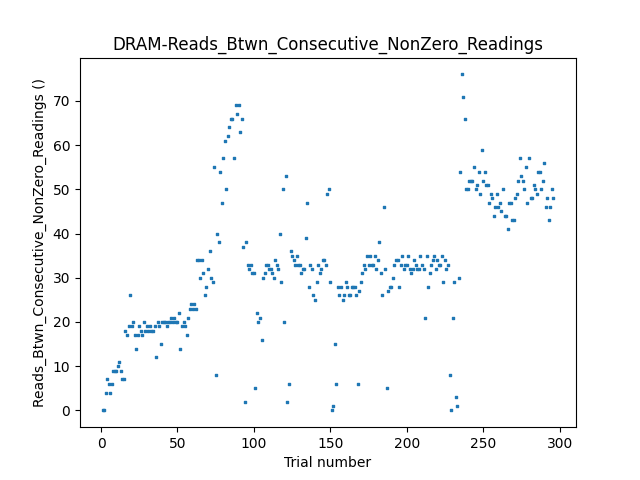 DRAM-Reads_Btwn_Consecutive_NonZero_Readings
Reads_Btwn_Consecutive_NonZero_Readings ()
70
60
50
40
30
20
10
0
0 50 100 150 200 250 300
Trial number